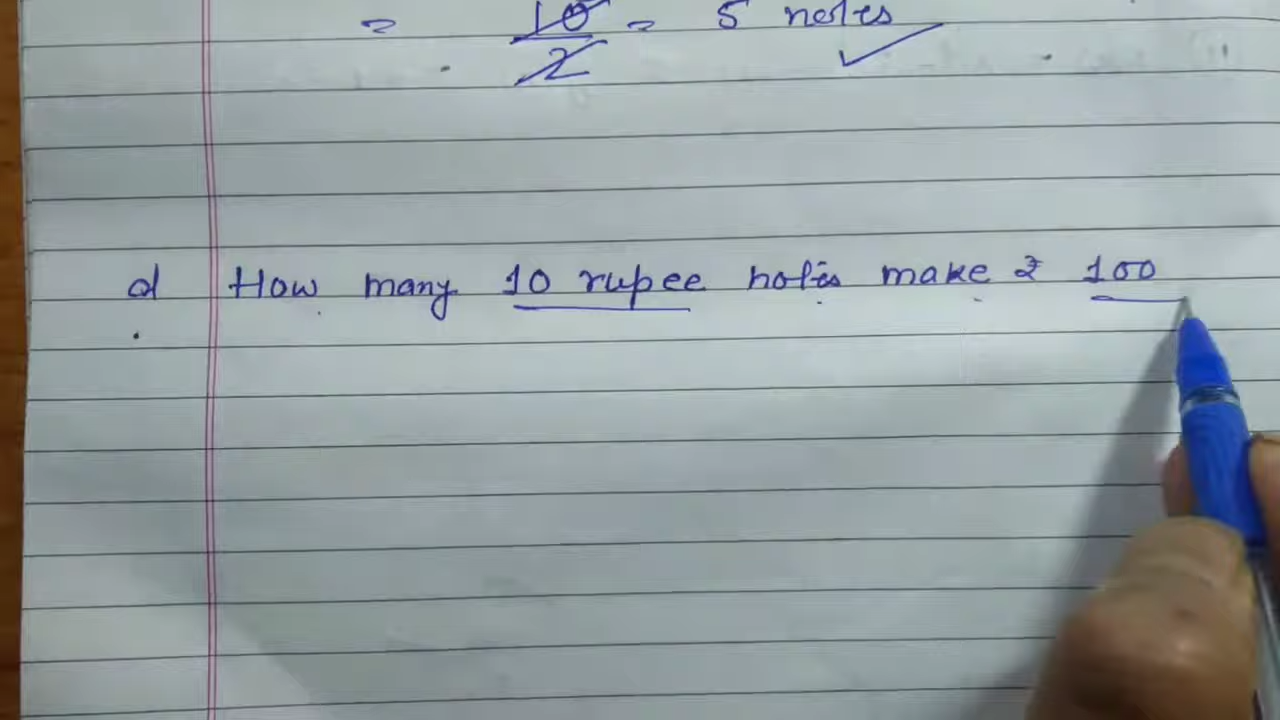 = 10/2 = 5 notes
d How many 10 rupee notes make ₹ 100